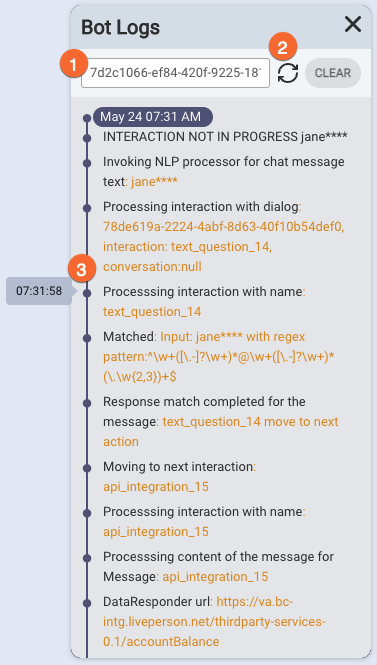 Bot Logs
1
2
7d2c1066-ef84-420f-9225-18
CLEAR
May 24 07:31 AM
INTERACTION NOT IN PROGRESS jane****
Invoking NLP processor for chat message
text: jane****
Processing interaction with dialog:
78de619a-2224-4abf-8d63-40f10b54def0,
interaction: text_question_14,
conversation:null
3
07:31:58
Processsing interaction with name:
text_question_14
Matched: Input: jane**** with regex
pattern:^\w+([\.-]?\w+)*@\w+([\.-]?\w+)*
(\.\w{2,3})+$
Response match completed for the
message: text_question_14 move to next
action
Moving to next interaction:
api_integration_15
Processsing interaction with name:
api_integration_15
Processsing content of the message for
Message: api_integration_15
DataResponder url: https://va.bc-
intg.liveperson.net/thirdparty-services-
0.1/accountBalance